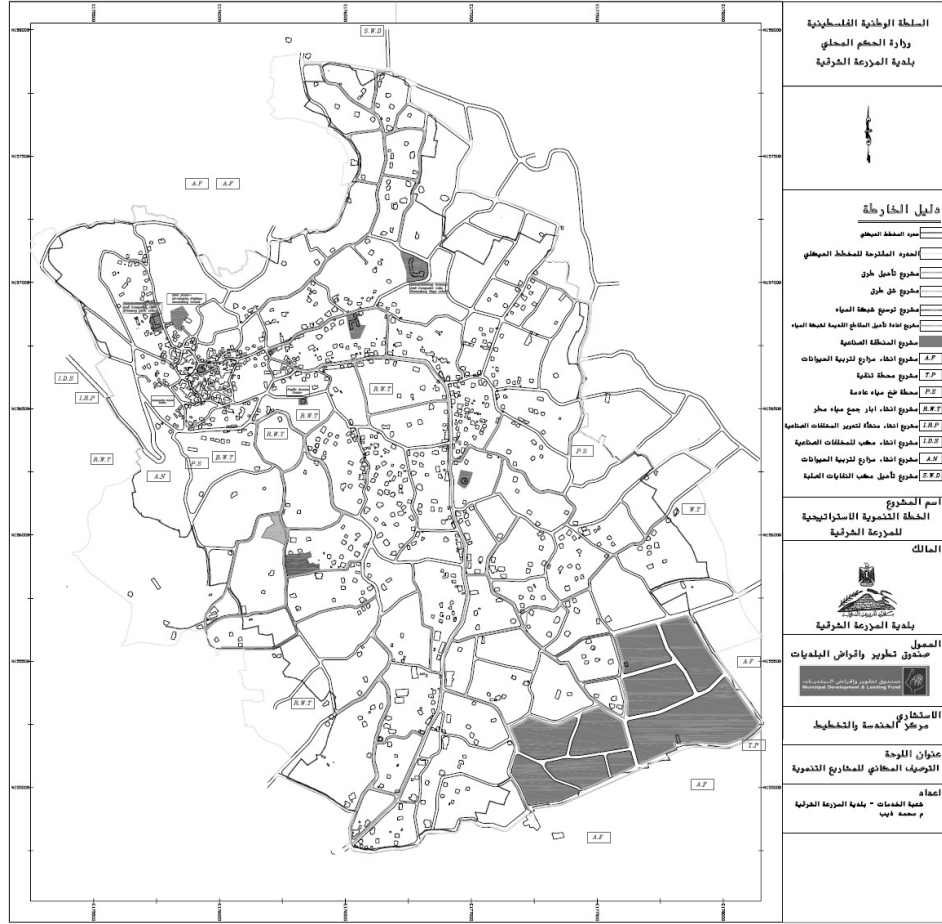 السلطة الوطنية الفلسطينية
وزارة الحكم المحلي
بلدية المزرعة الشرقية
دليل الخارطة
حدود المخطط الهيكلي
الحدود المقترحة للمخطط الهيكلي
مشروع تأهيل طرق
مشروع شق طرق
مشروع توسيع شبكة المياه
مشروع اعادة تأهيل المقاطع القديمة لشبكة المياه
مشروع المنطقة الصناعية
A.F مشروع انشاء مزارع لتربية الحيوانات
T.P مشروع محطة تنقية
P.S محطة ضخ مياه عادمة
R.W.T مشروع انشاء ابار جمع مياه مطر
I.R.P مشروع انشاء منشأة لتدوير المخلفات الصناعية
I.D.S مشروع انشاء مكب للمخلفات الصناعية
A.N مشروع انشاء مزارع لتربية الحيوانات
S.W.D مشروع تأهيل مكب النفايات الصلبة
اسم المشروع
الخطة التنموية الاستراتيجية
للمزرعة الشرقية
المالك
بلدية المزرعة الشرقية
الممول
صندوق تطوير واقراض البلديات
صندوق تطوير وإقراض البلديات
Municipal Development & Lending Fund
الاستشاري
مركز الهندسة والتخطيط
عنوان اللوحة
التوصيف المكاني للمشاريع التنموية
اعداد
شعبة الخدمات - بلدية المزرعة الشرقية
م محمد ذيب
S.W.D
A.F A.F
I.D.S
I.R.P
R.W.T
R.W.T
R.W.T
R.W.T
A.N
P.S
R.W.T
P.S
W.T
A.F
R.W.T
T.P
A.F
A.F